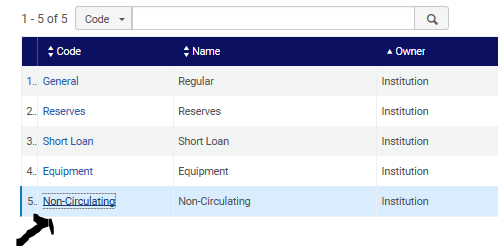 1 - 5 of 5 Code
Code Name Owner
1.. General Regular Institution
2.. Reserves Reserves Institution
3.. Short Loan Short Loan Institution
4.. Equipment Equipment Institution
5.. Non-Circulating Non-Circulating Institution